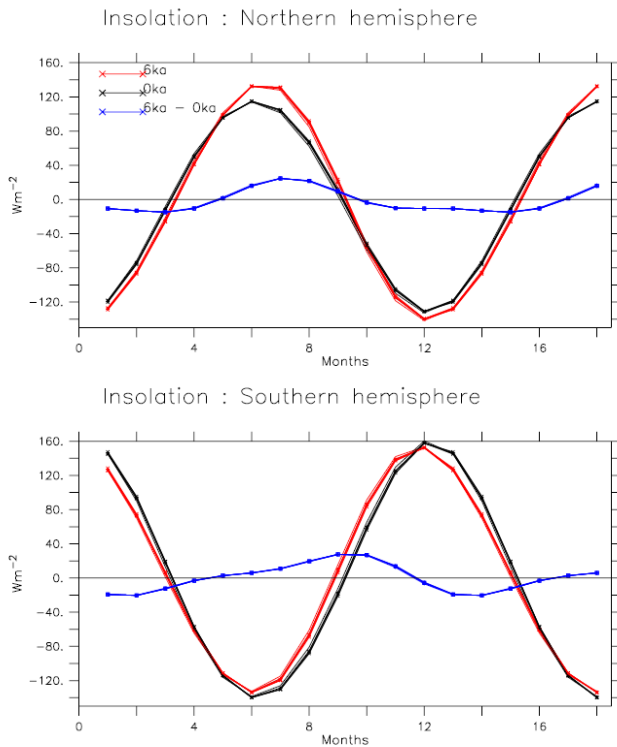 Insolation : Northern hemisphere
160.
120.
80.
40.
0.
-40.
-80.
-120.
Wm-2
6ka
0ka
6ka - 0ka
0 4 8 12 16
Months
Insolation : Southern hemisphere
160.
120.
80.
40.
0.
-40.
-80.
-120.
Wm-2
0 4 8 12 16
Months